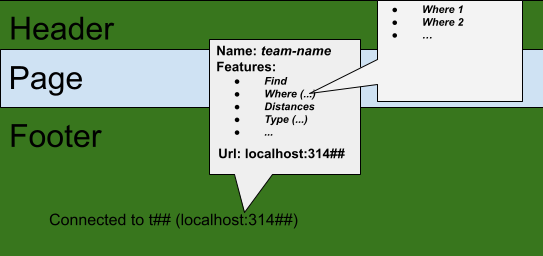 Header
Page
Footer
Name: team-name
Features:
● Find
● Where (...)
● Distances
● Type (...)
● ...
Url: localhost:314##
● Where 1
● Where 2
● ...
Connected to t## (localhost:314##)